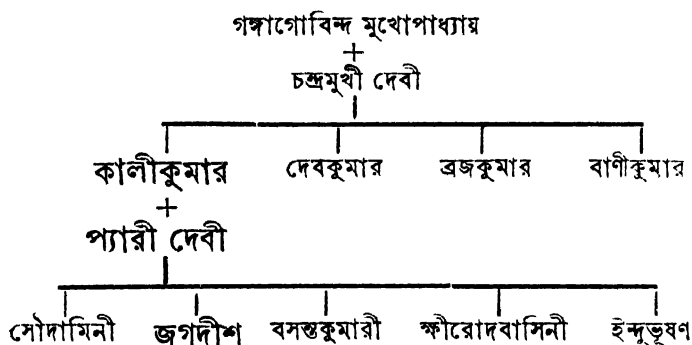 গঙ্গাগোবিন্দ মুখোপাধ্যায়
+
চন্দ্রমুখী দেবী
কালীকুমার দেবকুমার ব্রজকুমার বাণীকুমার
+
প্যারী দেবী
সৌদামিনী জগদীশ বসন্তকুমারী ক্ষীরোদবাসিনী ইন্দুভূষণ